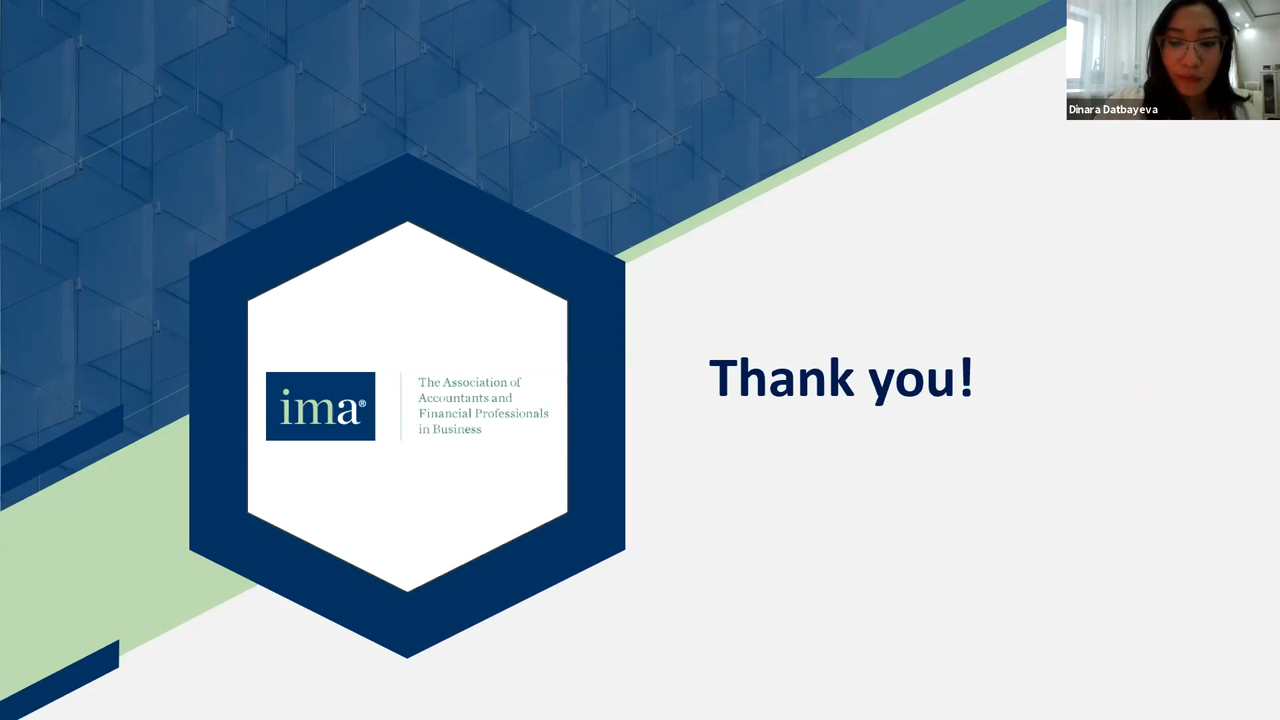 Dinara Datbayeva
ima®
The Association of
Accountants and
Financial Professionals
in Business
Thank you!